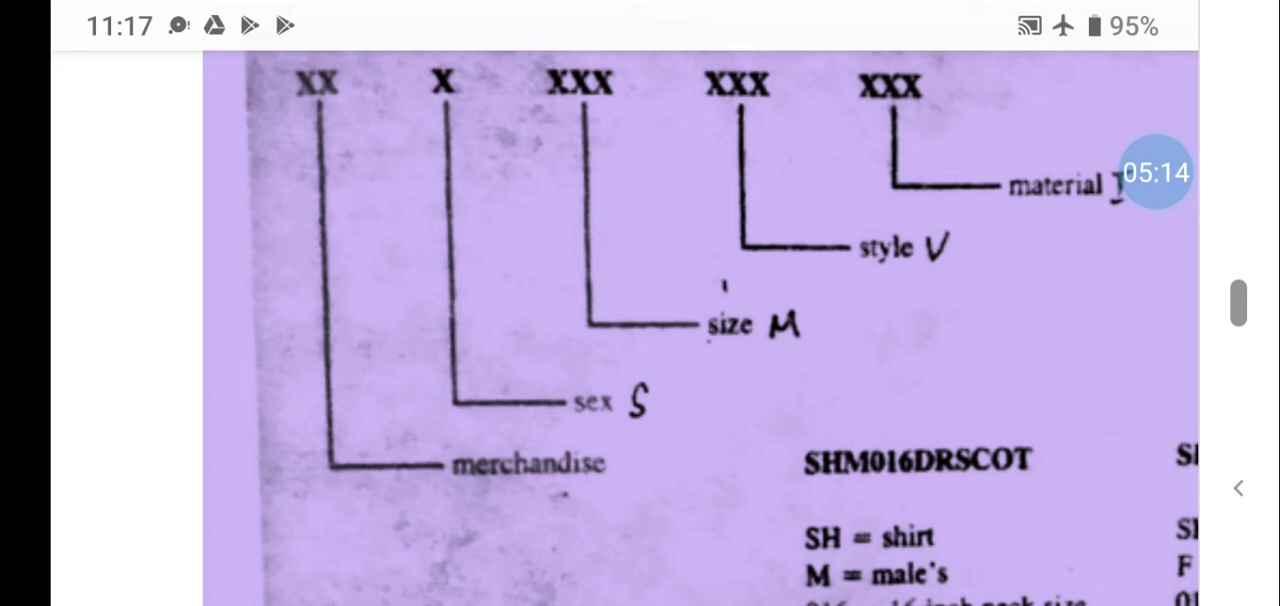 11:17 95%
XX X XXX XXX XXX
05:14
material
style V
size M
sex S
merchandise
SHM016DRSCOT
SH = shirt
M = male's F